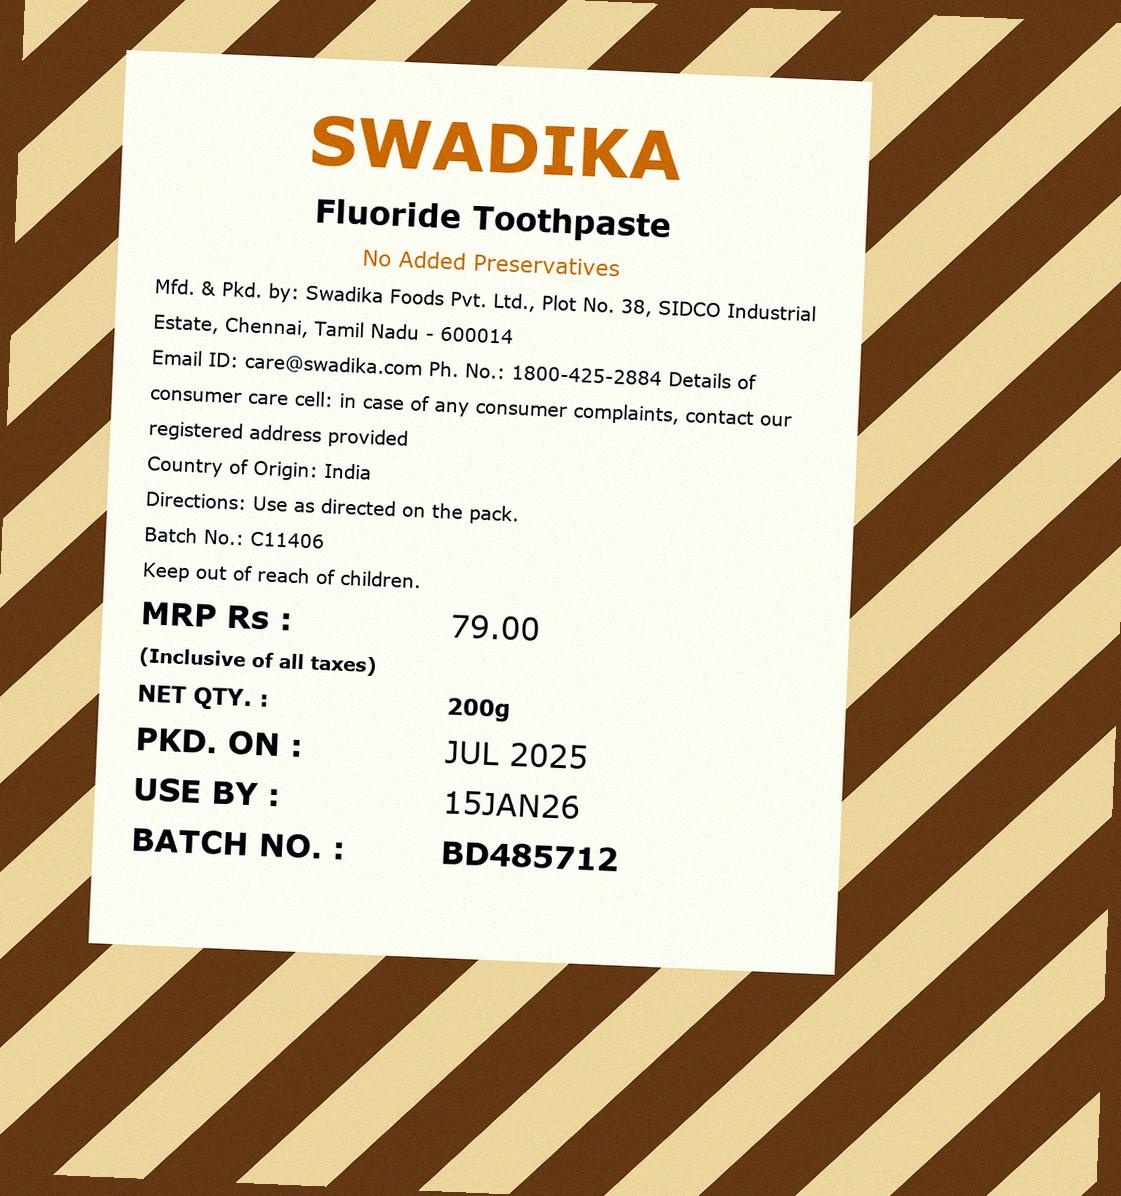 SWADIKA
Fluoride Toothpaste
No Added Preservatives
Mfd. & Pkd. by: Swadika Foods Pvt. Ltd., Plot No. 38, SIDCO Industrial
Estate, Chennai, Tamil Nadu - 600014
Email ID: care@swadika.com Ph. No.: 1800-425-2884 Details of
consumer care cell: in case of any consumer complaints, contact our
registered address provided
Country of Origin: India
Directions: Use as directed on the pack.
Batch No.: C11406
Keep out of reach of children.
MRP Rs : 79.00
(Inclusive of all taxes)
NET QTY. : 200g
PKD. ON : JUL 2025
USE BY : 15JAN26
BATCH NO. : BD485712